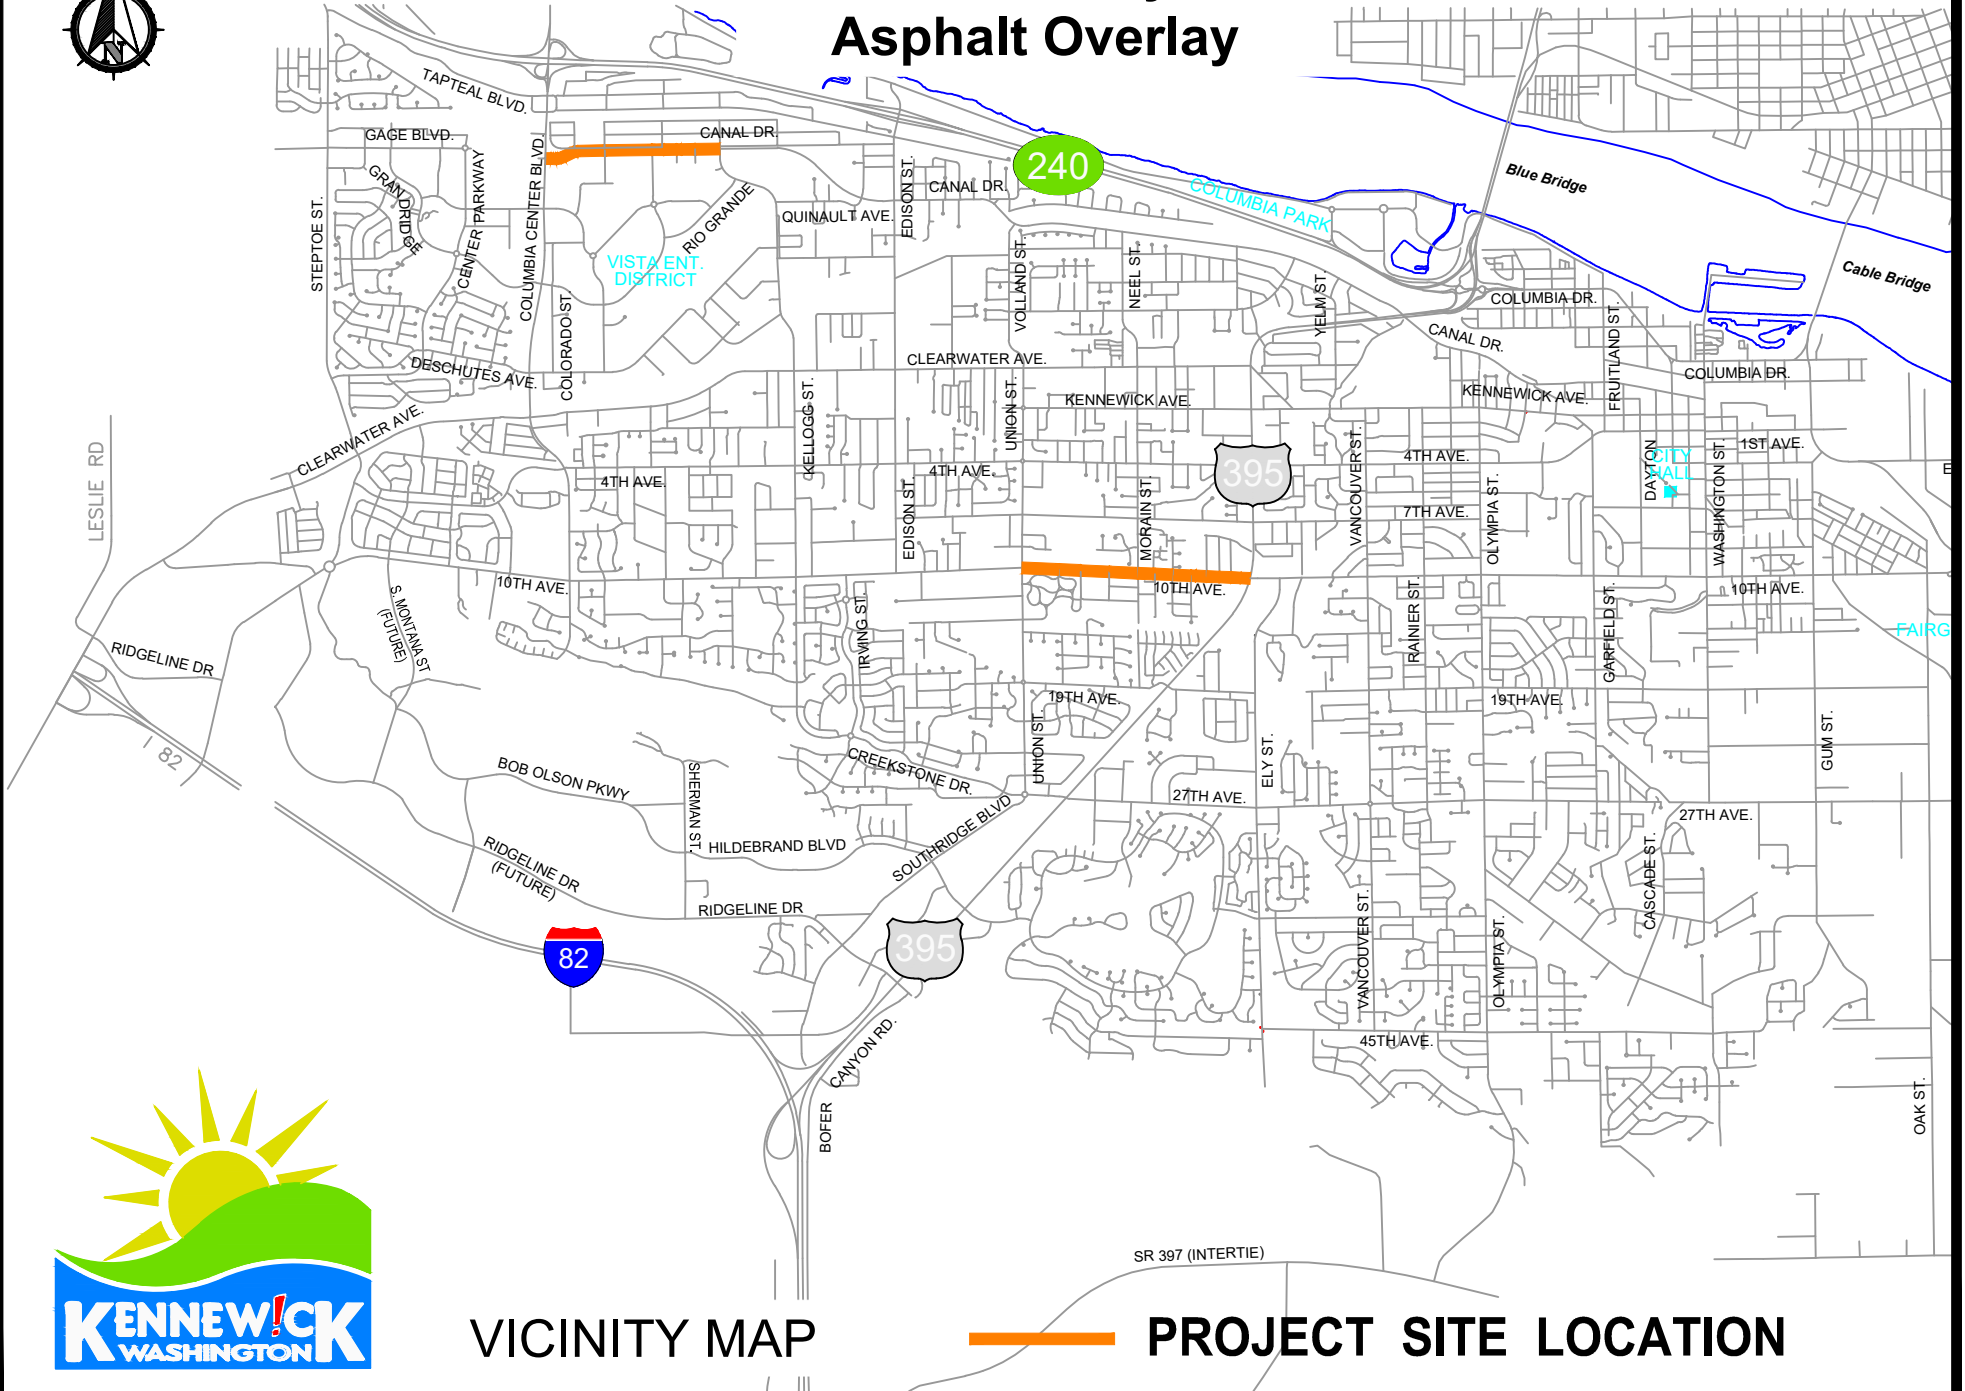 Asphalt Overlay
N
TAPTEAL BLVD.
GAGE BLVD.
CANAL DR.
240
Blue Bridge
COLUMBIA PARK
GRANDRIDGE
CENTER PARKWAY
COLUMBIA CENTER BLVD.
STEPTOE ST.
RIO GRANDE
QUINAULT AVE.
EDISON ST.
CANAL DR.
VISTA ENT.
DISTRICT
VOLLAND ST.
NEEL ST.
YELM ST.
COLUMBIA DR.
Cable Bridge
FRUITLAND ST.
CANAL DR.
COLORADO ST.
DESCHUTES AVE.
CLEARWATER AVE.
COLUMBIA DR.
KENNEWICK AVE.
KENNEWICK AVE.
CLEARWATER AVE.
KELLOGG ST.
UNION ST.
LESLIE RD
4TH AVE.
4TH AVE.
395
VANCOUVER ST.
4TH AVE.
DAYTON
CITY
HALL
WASHINGTON ST.
1ST AVE.
E
EDISON ST.
MORAIN ST.
7TH AVE.
OLYMPIA ST.
10TH AVE.
10TH AVE.
10TH AVE.
S. MONTANA ST
(FUTURE)
IRVING ST.
RAINIER ST.
GARFIELD ST.
FAIRG
RIDGELINE DR
19TH AVE.
19TH AVE.
I 82
UNION ST.
ELY ST.
GUM ST.
BOB OLSON PKWY
SHERMAN ST.
CREEKSTONE DR.
27TH AVE.
27TH AVE.
HILDEBRAND BLVD
SOUTHRIDGE BLVD
RIDGELINE DR
(FUTURE)
CASCADE ST.
RIDGELINE DR
395
82
VANCOUVER ST.
OLYMPIA ST.
45TH AVE.
BOFER CANYON RD.
OAK ST.
SR 397 (INTERTIE)
KENNEW!CK
WASHINGTON
VICINITY MAP
PROJECT SITE LOCATION